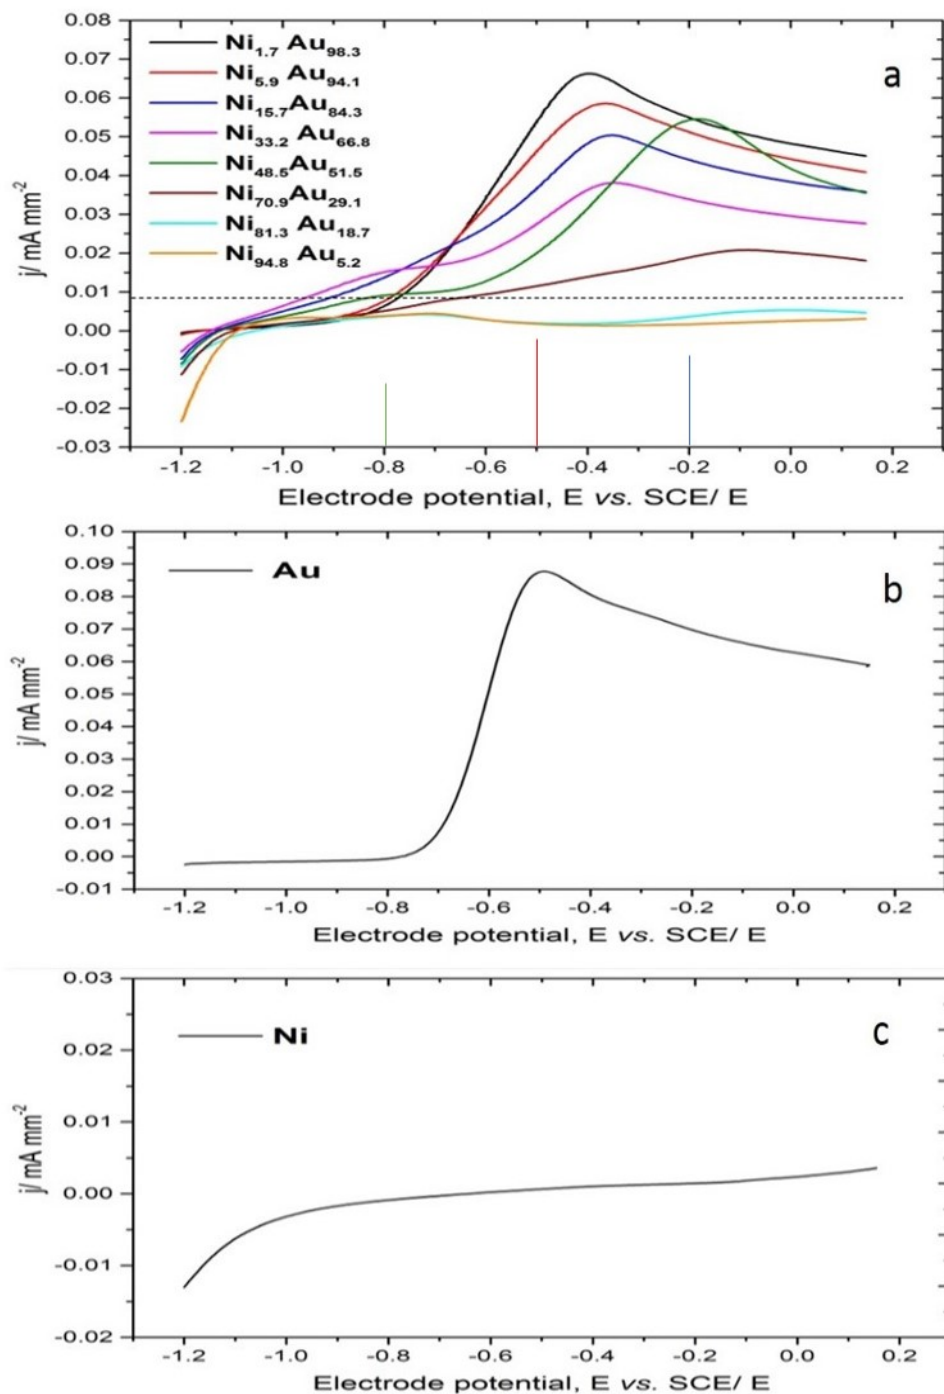 0.08
0.07
0.06
0.05
0.04
0.03
0.02
0.01
0.00
-0.01
-0.02
-0.03
j/ mA mm⁻²
Ni₁.₇ Au₉₈.₃
Ni₅.₉ Au₉₄.₁
Ni₁₅.₇Au₈₄.₃
Ni₃₃.₂ Au₆₆.₈
Ni₄₈.₅Au₅₁.₅
Ni₇₀.₉Au₂₉.₁
Ni₈₁.₃ Au₁₈.₇
Ni₉₄.₈ Au₅.₂
a
-1.2 -1.0 -0.8 -0.6 -0.4 -0.2 0.0 0.2
Electrode potential, E vs. SCE/ E
0.10
0.09
0.08
0.07
0.06
0.05
0.04
0.03
0.02
0.01
0.00
-0.01
j/ mA mm⁻²
Au
b
-1.2 -1.0 -0.8 -0.6 -0.4 -0.2 0.0 0.2
Electrode potential, E vs. SCE/ E
0.03
0.02
0.01
0.00
-0.01
-0.02
j/ mA mm⁻²
Ni
c
-1.2 -1.0 -0.8 -0.6 -0.4 -0.2 0.0 0.2
Electrode potential, E vs. SCE/ E